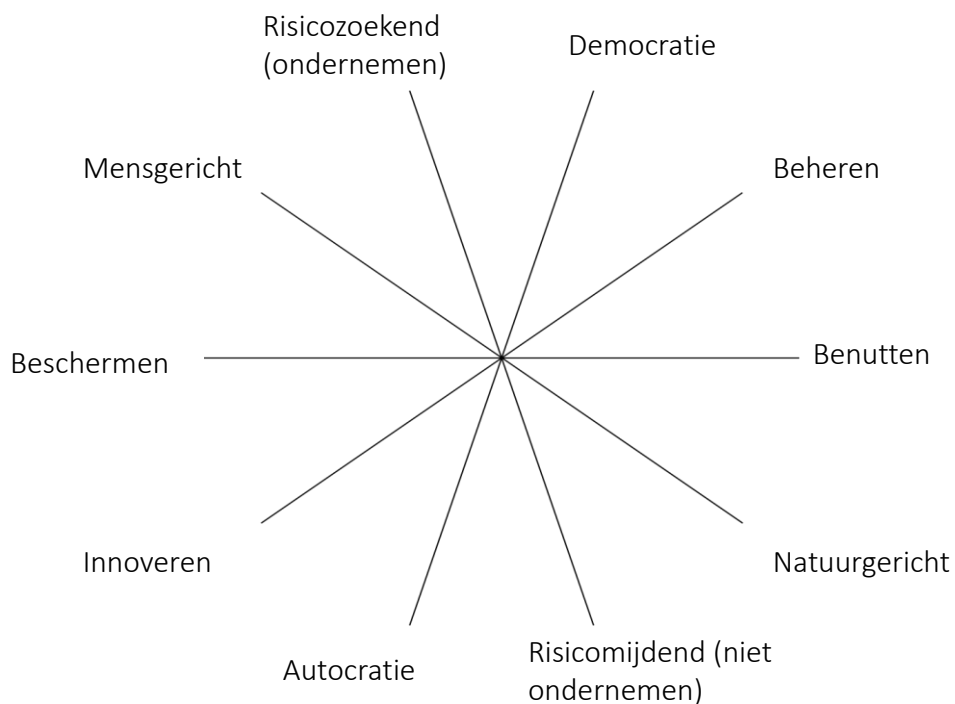 Risicozoekend
(ondernemen)
Democratie
Mensgericht
Beheren
Beschermen
Benutten
Innoveren
Natuurgericht
Autocratie
Risicomijdend (niet
ondernemen)